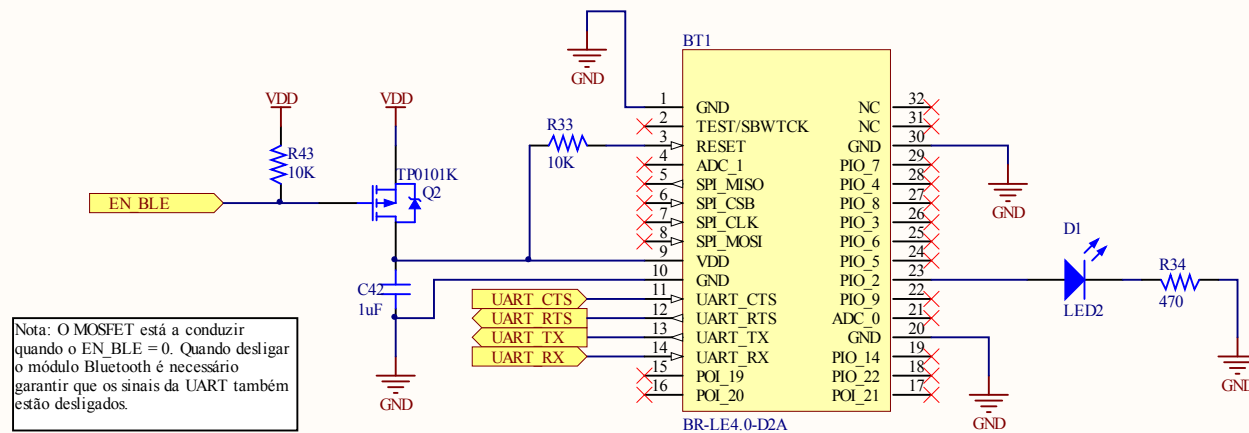 BT1
GND
VDD
VDD
R43
10K
TP0101K
Q2
EN_BLE
C42
1uF
GND
R33
10K
1 GND
2 TEST/SBWTCK
3 RESET
4 ADC_1
5 SPI_MISO
6 SPI_CSB
7 SPI_CLK
8 SPI_MOSI
9 VDD
10 GND
11 UART_CTS
12 UART_RTS
13 UART_TX
14 UART_RX
15 POI_19
16 POI_20
UART_CTS
UART_RTS
UART_TX
UART_RX
NC 32
NC 31
GND 30
PIO_7 29
PIO_4 28
PIO_8 27
PIO_3 26
PIO_6 25
PIO_5 24
PIO_2 23
PIO_9 22
ADC_0 21
GND 20
PIO_14 19
PIO_22 18
POI_21 17
BR-LE4.0-D2A
GND
D1
LED2
R34
470
GND
GND
Nota: O MOSFET está a conduzir
quando o EN_BLE = 0. Quando desligar
o módulo Bluetooth é necessário
garantir que os sinais da UART também
estão desligados.